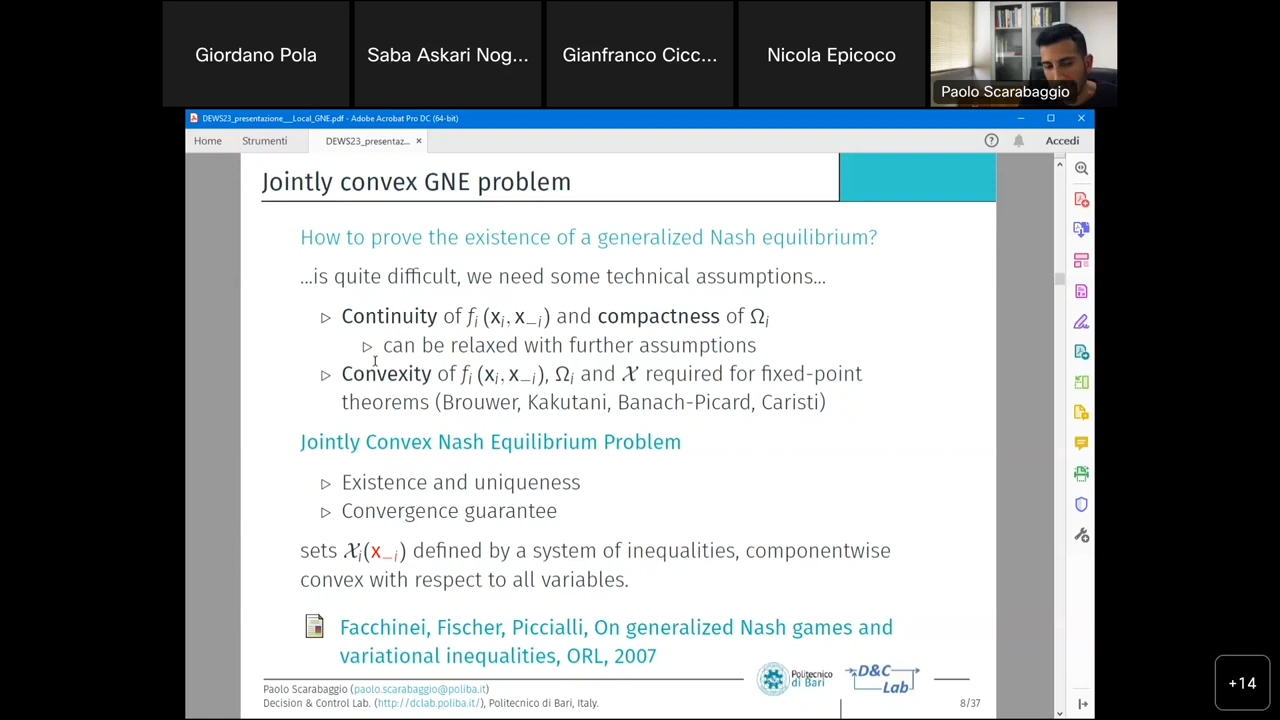 Giordano Pola
Saba Askari Nog...
Gianfranco Cicc...
Nicola Epicoco
Paolo Scarabaggio
DEWS23_presentazione__Local_GNE.pdf - Adobe Acrobat Pro DC (64-bit)
Home Strumenti DEWS23_presentaz... × Accedi
Jointly convex GNE problem
How to prove the existence of a generalized Nash equilibrium?
...is quite difficult, we need some technical assumptions...
▷ Continuity of fᵢ (xᵢ, x₋ᵢ) and compactness of Ωᵢ
▷ can be relaxed with further assumptions
▷ Convexity of fᵢ (xᵢ, x₋ᵢ), Ωᵢ and 𝒳 required for fixed-point
theorems (Brouwer, Kakutani, Banach-Picard, Caristi)
Jointly Convex Nash Equilibrium Problem
▷ Existence and uniqueness
▷ Convergence guarantee
sets 𝒳ᵢ(x₋ᵢ) defined by a system of inequalities, componentwise
convex with respect to all variables.
Facchinei, Fischer, Piccialli, On generalized Nash games and
variational inequalities, ORL, 2007
Politecnico
di Bari
D&C
Lab
Paolo Scarabaggio (paolo.scarabaggio@poliba.it)
Decision & Control Lab. (http://dclab.poliba.it/), Politecnico di Bari, Italy.
8/37
+14